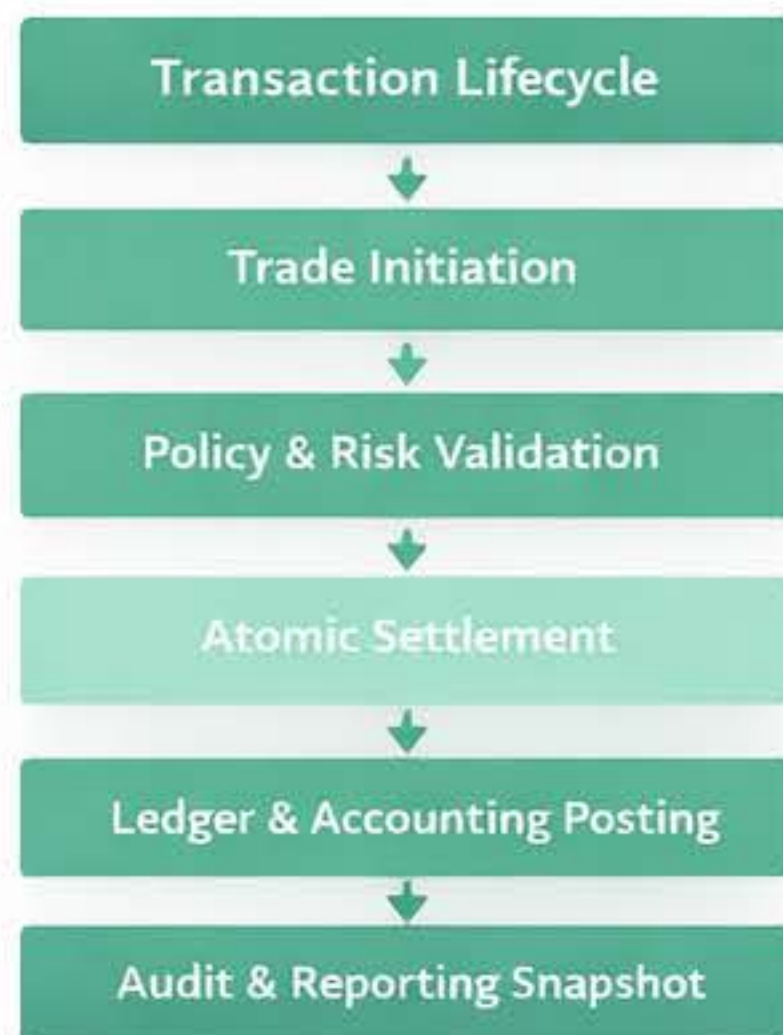 Transaction Lifecycle
Trade Initiation
Policy & Risk Validation
Atomic Settlement
Ledger & Accounting Posting
Audit & Reporting Snapshot